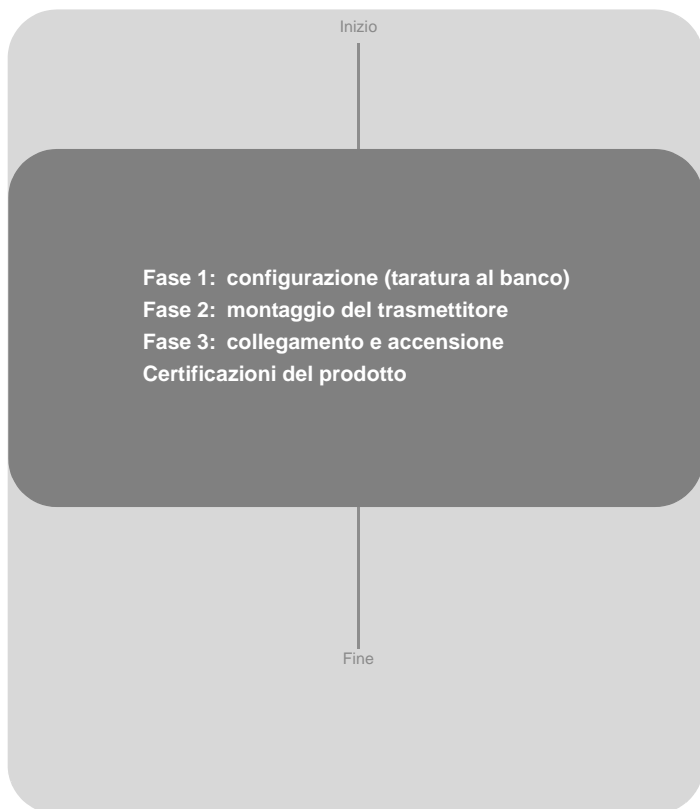 Inizio
Fase 1: configurazione (taratura al banco)
Fase 2: montaggio del trasmettitore
Fase 3: collegamento e accensione
Certificazioni del prodotto
Fine